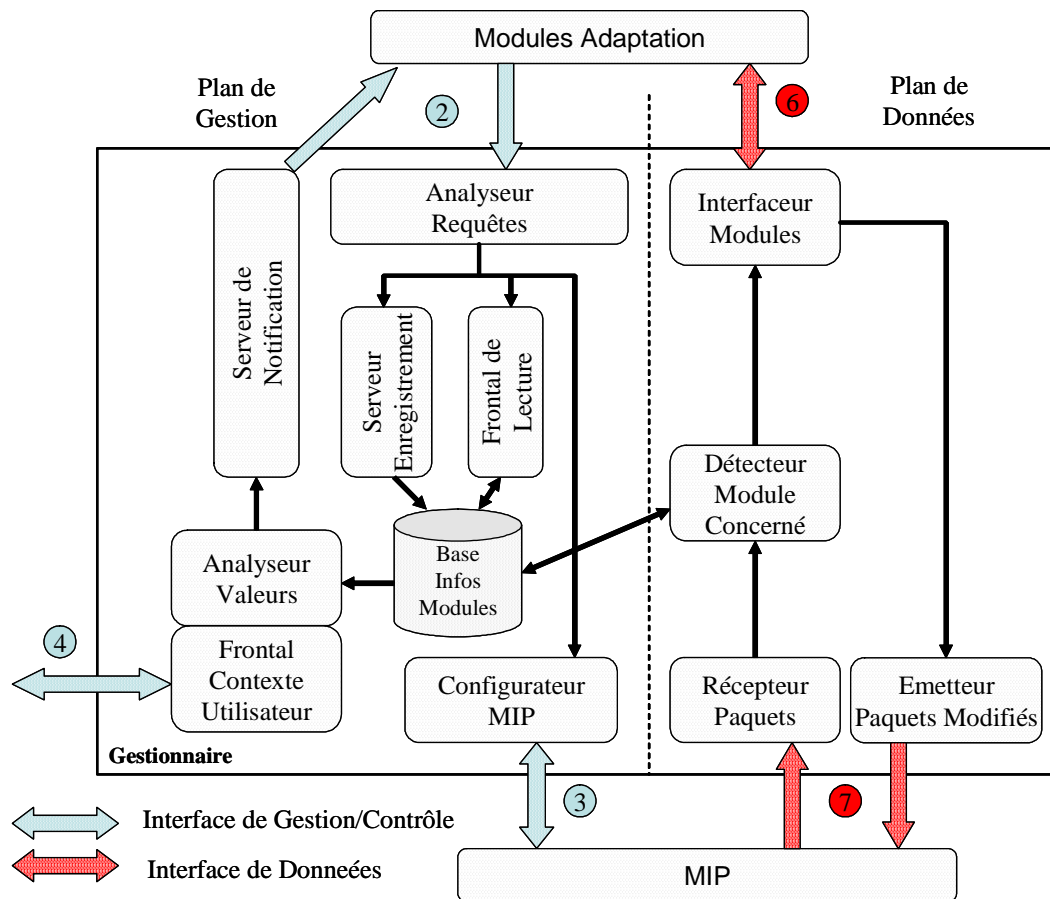 Modules Adaptation
Plan de
Gestion
2
6
Plan de
Données
Analyseur
Requêtes
Interfaceur
Modules
Serveur de
Notification
Serveur
Enregistrement
Frontal de
Lecture
Détecteur
Module
Concerné
Base
Infos
Modules
Analyseur
Valeurs
4
Frontal
Contexte
Utilisateur
Configurateur
MIP
Récepteur
Paquets
Emetteur
Paquets Modifiés
Gestionnaire
3
7
Interface de Gestion/Contrôle
Interface de Donneées
MIP